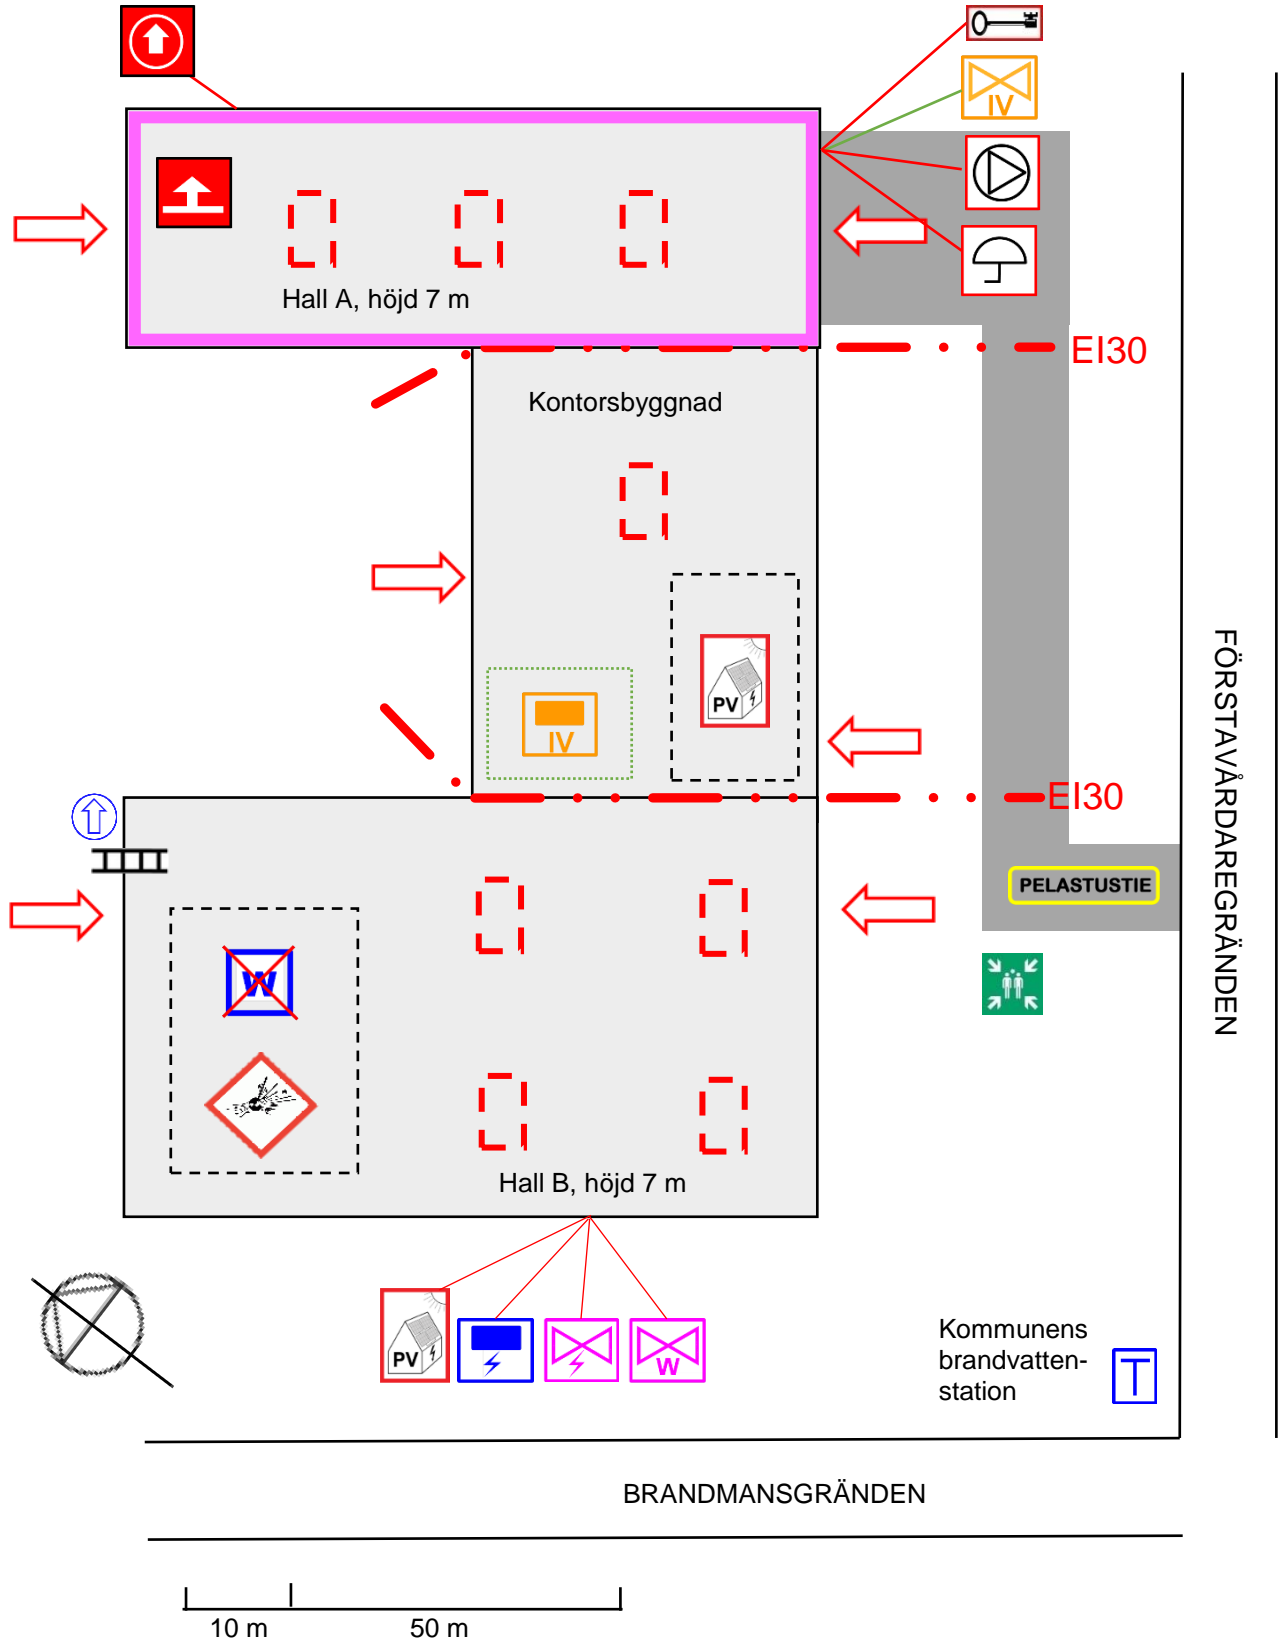 IV
Hall A, höjd 7 m
EI30
Kontorsbyggnad
PV
IV
EI30
PELASTUSTIE
FÖRSTAVÅRDAREGRÄNDEN
W
Hall B, höjd 7 m
PV
W
Kommunens
brandvatten-
station
T
BRANDMANSGRÄNDEN
10 m
50 m